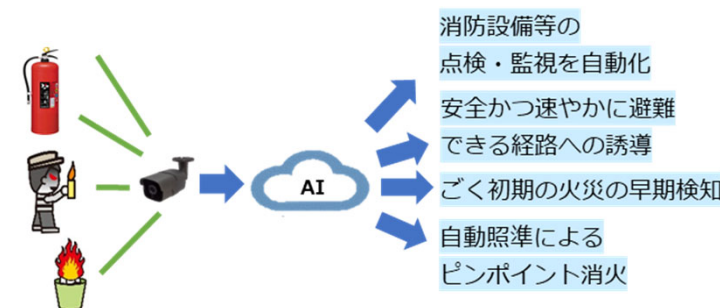 消防設備等の
点検・監視を自動化
安全かつ速やかに避難
できる経路への誘導
AI
ごく初期の火災の早期検知
自動照準による
ピンポイント消火